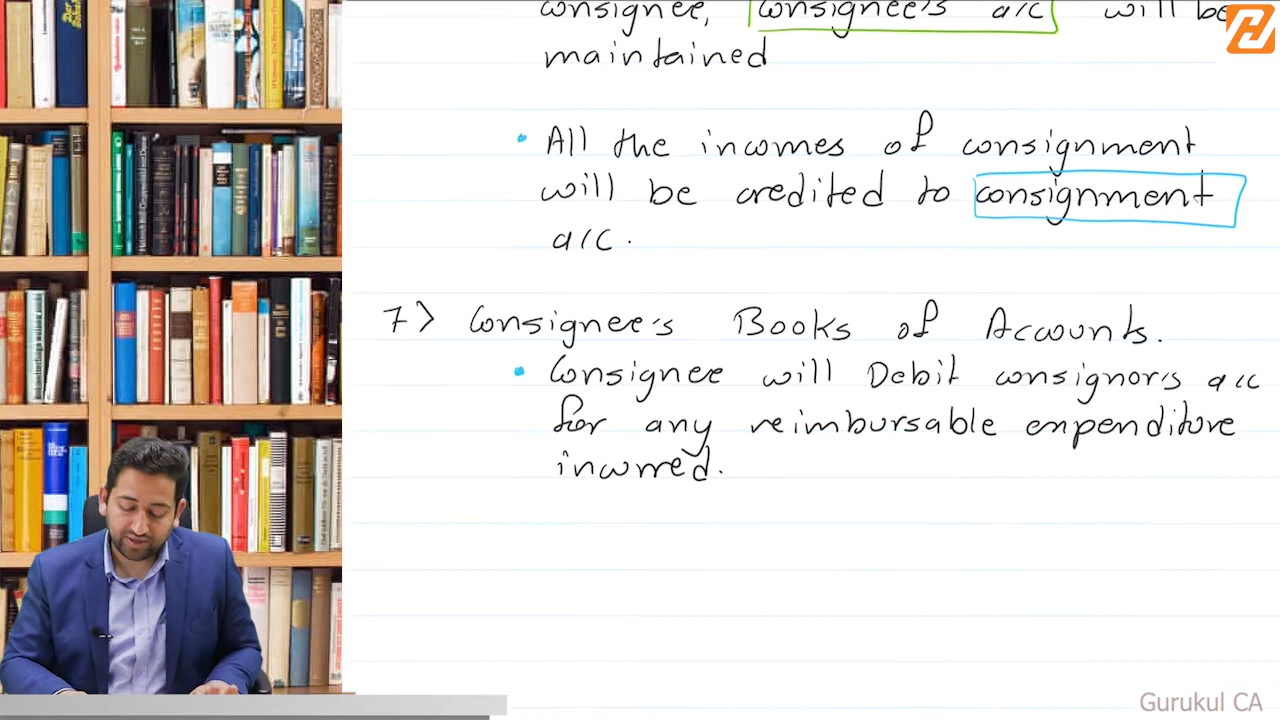 consignee, consignee's a/c will be
maintained
• All the incomes of consignment
will be credited to consignment
a/c.
7> Consignee's Books of Accounts.
• Consignee will Debit consignor's a/c
for any reimbursable expenditure
incurred.
Gurukul CA